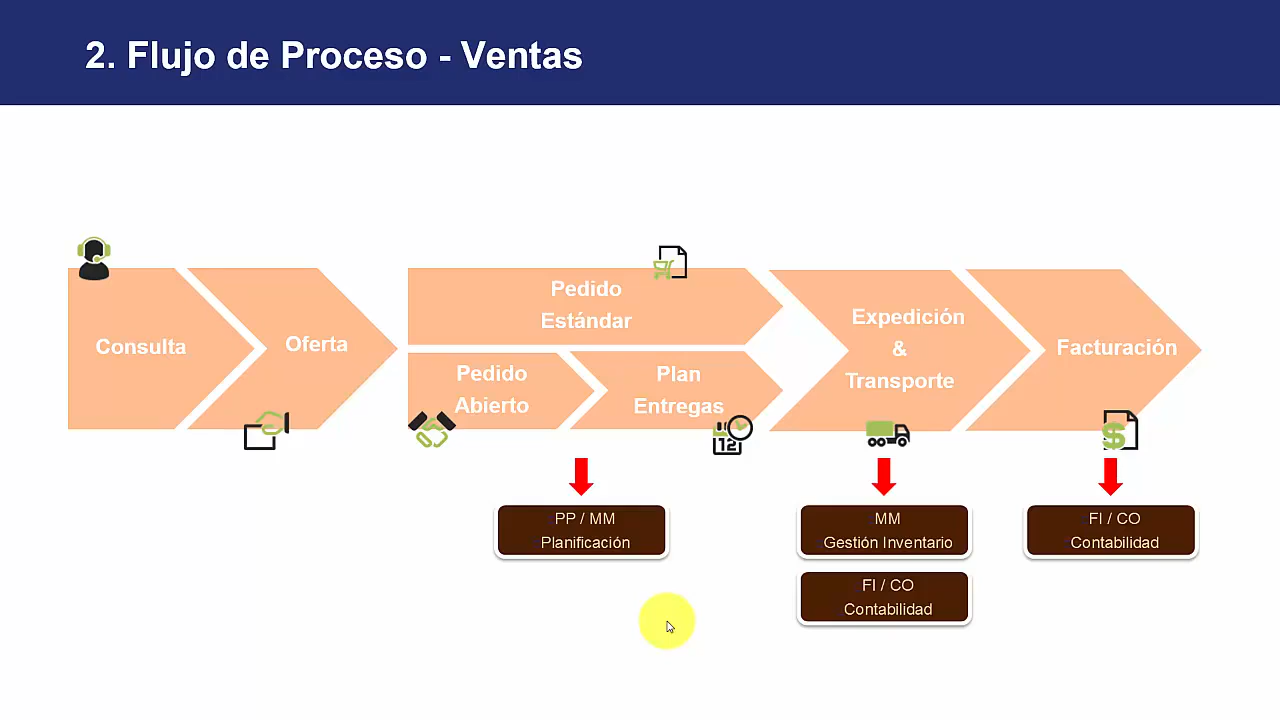 2. Flujo de Proceso - Ventas
Consulta
Oferta
Pedido
Estándar
Pedido
Abierto
Plan
Entregas
12
Expedición
&
Transporte
Facturación
$
PP / MM
Planificación
MM
Gestión Inventario
FI / CO
Contabilidad
FI / CO
Contabilidad